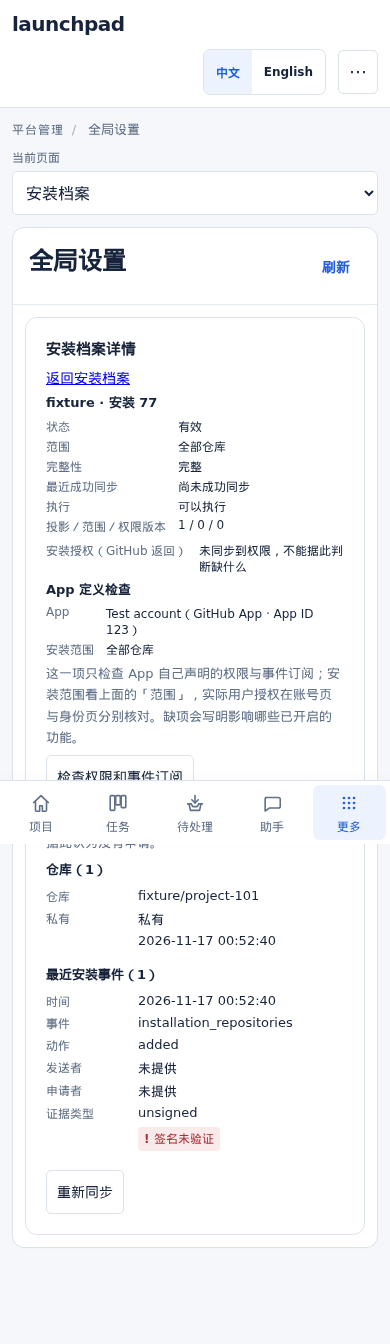 launchpad
中文 English ...
平台管理 / 全局设置
当前页面
安装档案
全局设置
刷新
安装档案详情
返回安装档案
fixture · 安装 77
状态 有效
范围 全部仓库
完整性 完整
最近成功同步 尚未成功同步
执行 可以执行
投影 / 范围 / 权限版本 1 / 0 / 0
安装授权（GitHub 返回） 未同步到权限，不能据此判
断缺什么
App 定义检查
App Test account（GitHub App · App ID
123）
安装范围 全部仓库
这一项只检查 App 自己声明的权限与事件订阅；安
装范围看上面的「范围」，实际用户授权在账号页
与身份页分别核对。缺项会写明影响哪些已开启的
功能。
检查权限和事件订阅
项目 任务 待处理 助手 更多
仓库（1）
仓库 fixture/project-101
私有 私有
2026-11-17 00:52:40
最近安装事件（1）
时间 2026-11-17 00:52:40
事件 installation_repositories
动作 added
发送者 未提供
申请者 未提供
证据类型 unsigned
! 签名未验证
重新同步